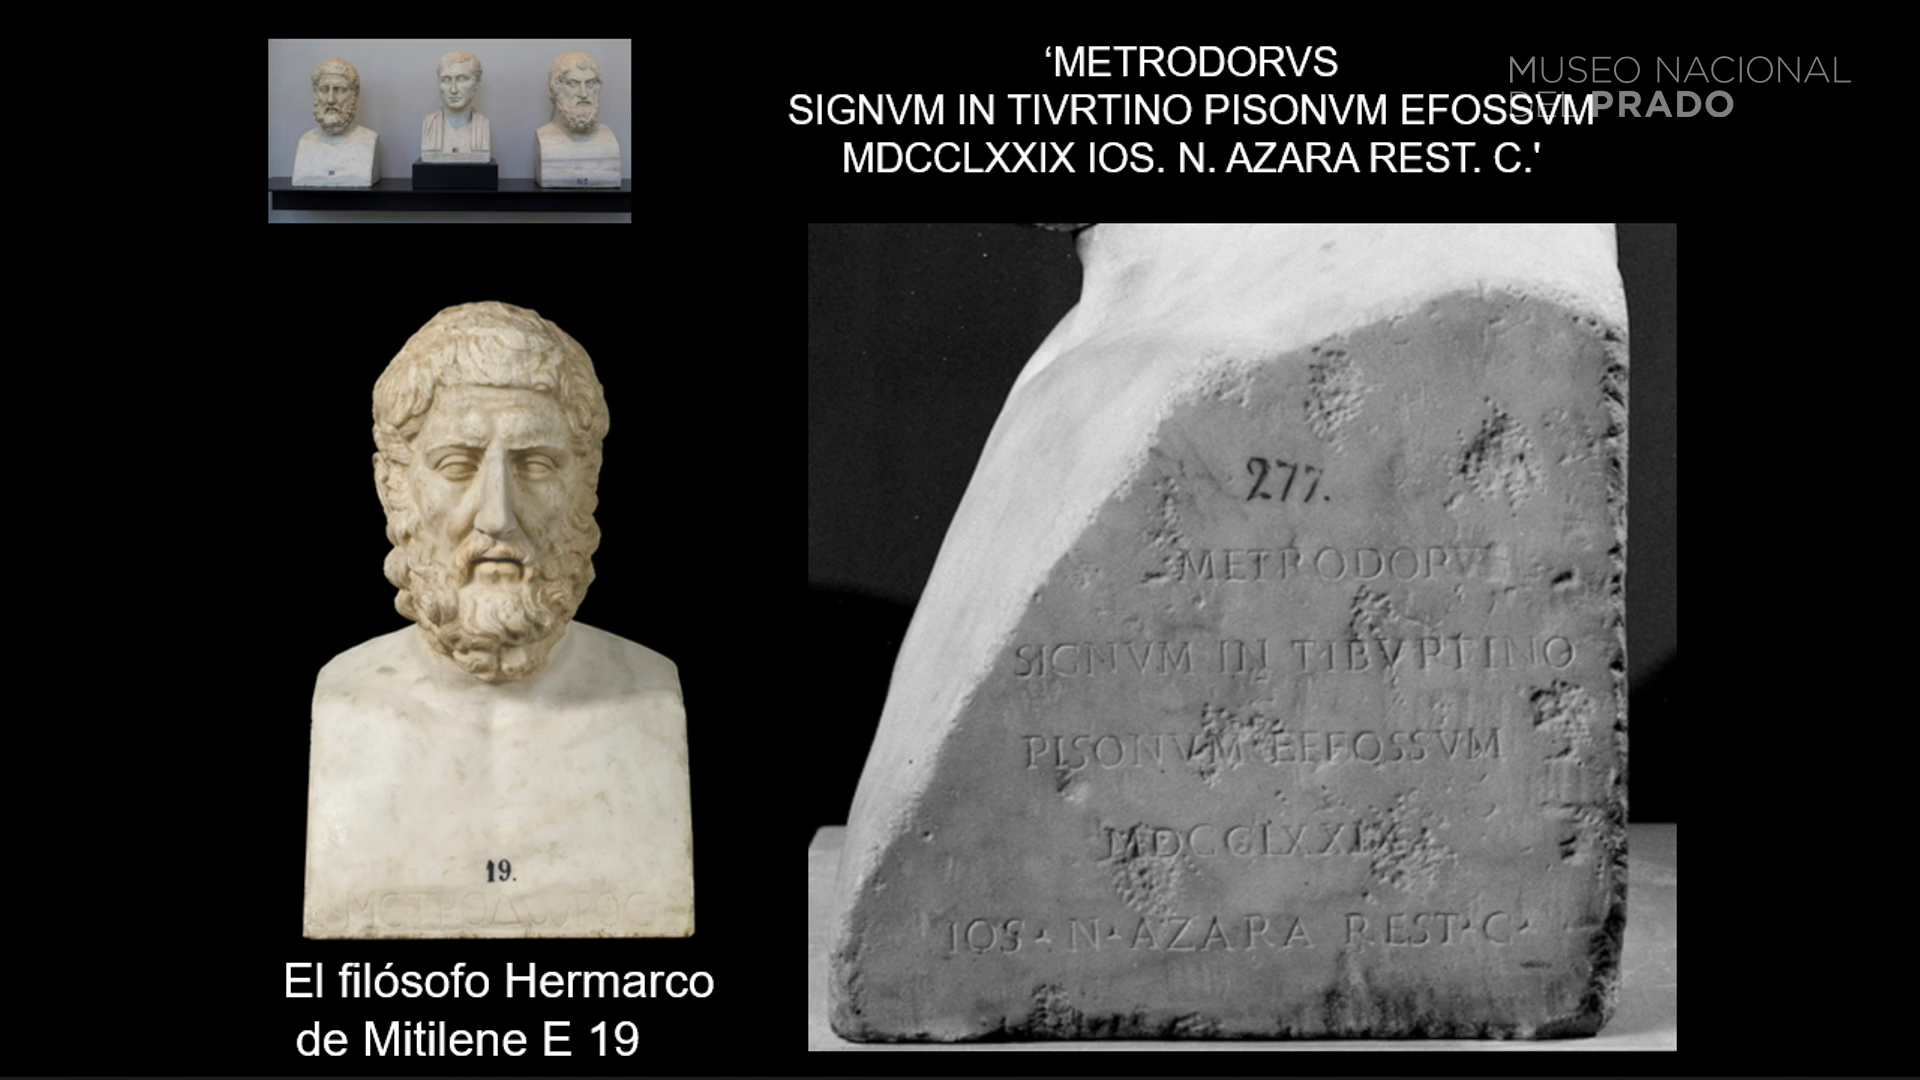 ‘METRODORVS
SIGNVM IN TIVRTINO PISONVM EFOSSVM
MDCCLXXIX IOS. N. AZARA REST. C.'
MUSEO NACIONAL
DEL PRADO
277.
METRODORVS
SIGNVM IN TIBVRTINO
PISONVM EFFOSSVM
MDCCLXXIX
IOS · N · AZARA REST · C ·
19.
El filósofo Hermarco
de Mitilene E 19